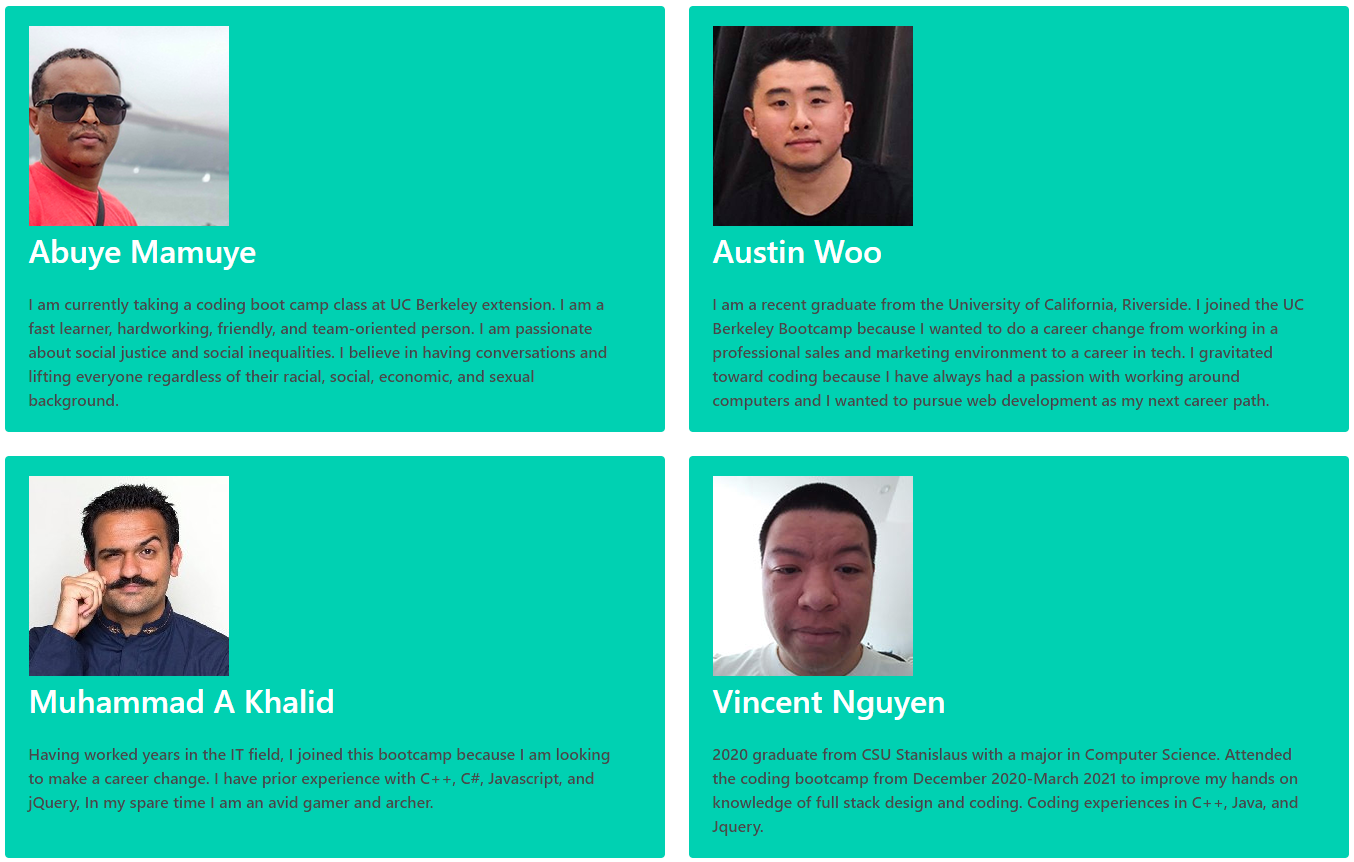 Abuye Mamuye
I am currently taking a coding boot camp class at UC Berkeley extension. I am a
fast learner, hardworking, friendly, and team-oriented person. I am passionate
about social justice and social inequalities. I believe in having conversations and
lifting everyone regardless of their racial, social, economic, and sexual
background.
Austin Woo
I am a recent graduate from the University of California, Riverside. I joined the UC
Berkeley Bootcamp because I wanted to do a career change from working in a
professional sales and marketing environment to a career in tech. I gravitated
toward coding because I have always had a passion with working around
computers and I wanted to pursue web development as my next career path.
Muhammad A Khalid
Having worked years in the IT field, I joined this bootcamp because I am looking
to make a career change. I have prior experience with C++, C#, Javascript, and
jQuery, In my spare time I am an avid gamer and archer.
Vincent Nguyen
2020 graduate from CSU Stanislaus with a major in Computer Science. Attended
the coding bootcamp from December 2020-March 2021 to improve my hands on
knowledge of full stack design and coding. Coding experiences in C++, Java, and
Jquery.